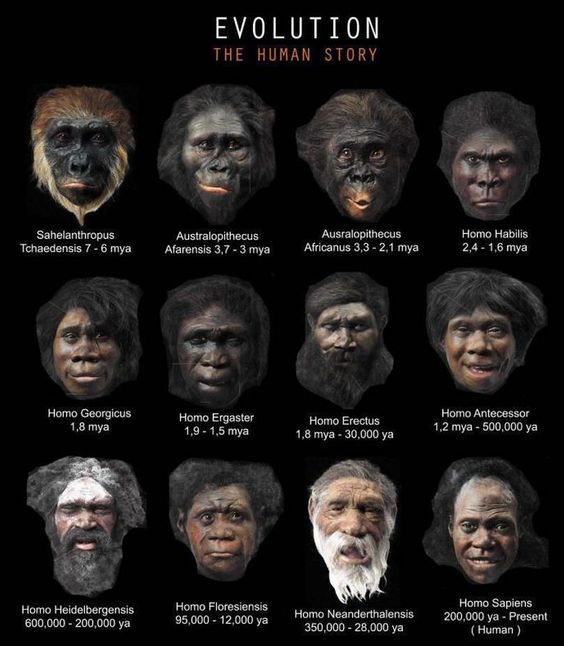 EVOLUTION
THE HUMAN STORY
Sahelanthropus
Tchaedensis 7 - 6 mya
Australopithecus
Afarensis 3,7 - 3 mya
Ausralopithecus
Africanus 3,3 - 2,1 mya
Homo Habilis
2,4 - 1,6 mya
Homo Georgicus
1,8 mya
Homo Ergaster
1,9 - 1,5 mya
Homo Erectus
1,8 mya - 30,000 ya
Homo Antecessor
1,2 mya - 500,000 ya
Homo Heidelbergensis
600,000 - 200,000 ya
Homo Floresiensis
95,000 - 12,000 ya
Homo Neanderthalensis
350,000 - 28,000 ya
Homo Sapiens
200,000 ya - Present
( Human )